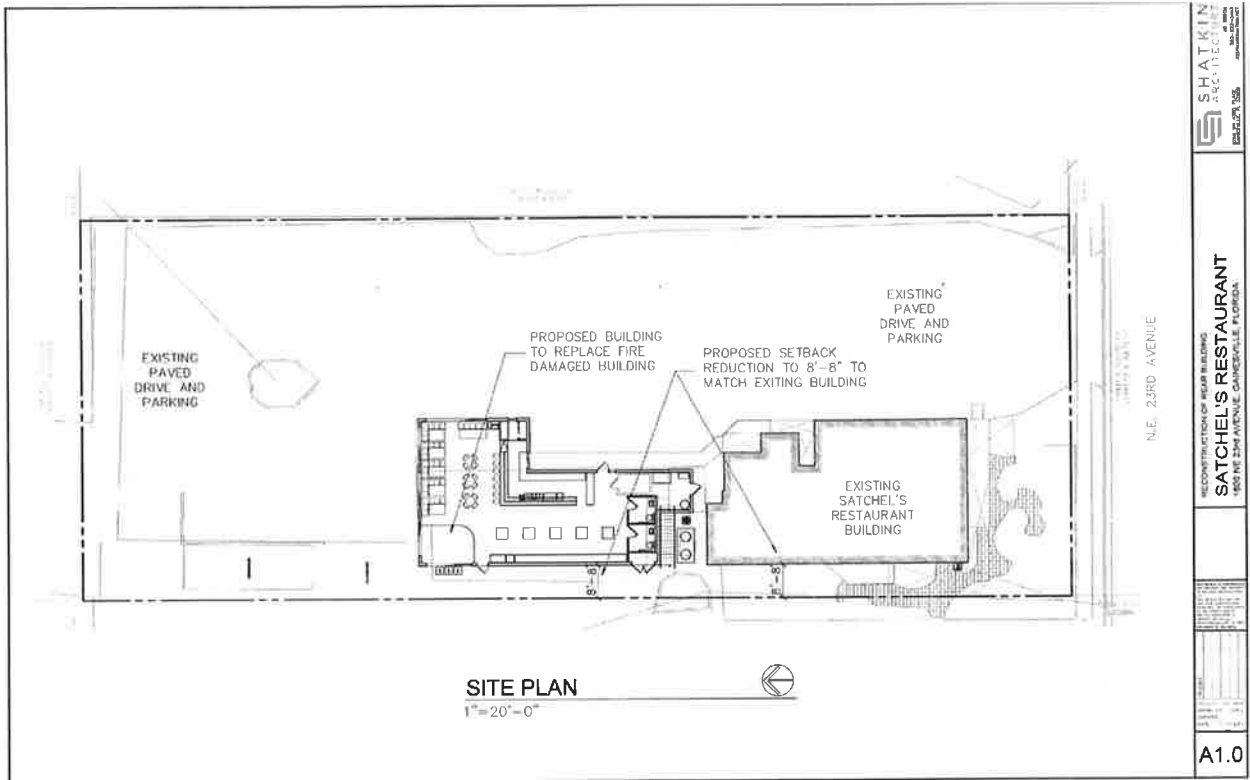 SHATKIN
ARCHITECTURE
RECONSTRUCTION OF REAR BUILDING
SATCHEL'S RESTAURANT
1800 NE 23rd AVENUE, GAINESVILLE, FLORIDA
EXISTING
PAVED
DRIVE AND
PARKING
PROPOSED BUILDING
TO REPLACE FIRE
DAMAGED BUILDING
PROPOSED SETBACK
REDUCTION TO 8'-8" TO
MATCH EXITING BUILDING
EXISTING
PAVED
DRIVE AND
PARKING
N.E. 23RD AVENUE
EXISTING
SATCHEL'S
RESTAURANT
BUILDING
8'-8"
8'-8"
SITE PLAN
1"=20'-0"
A1.0